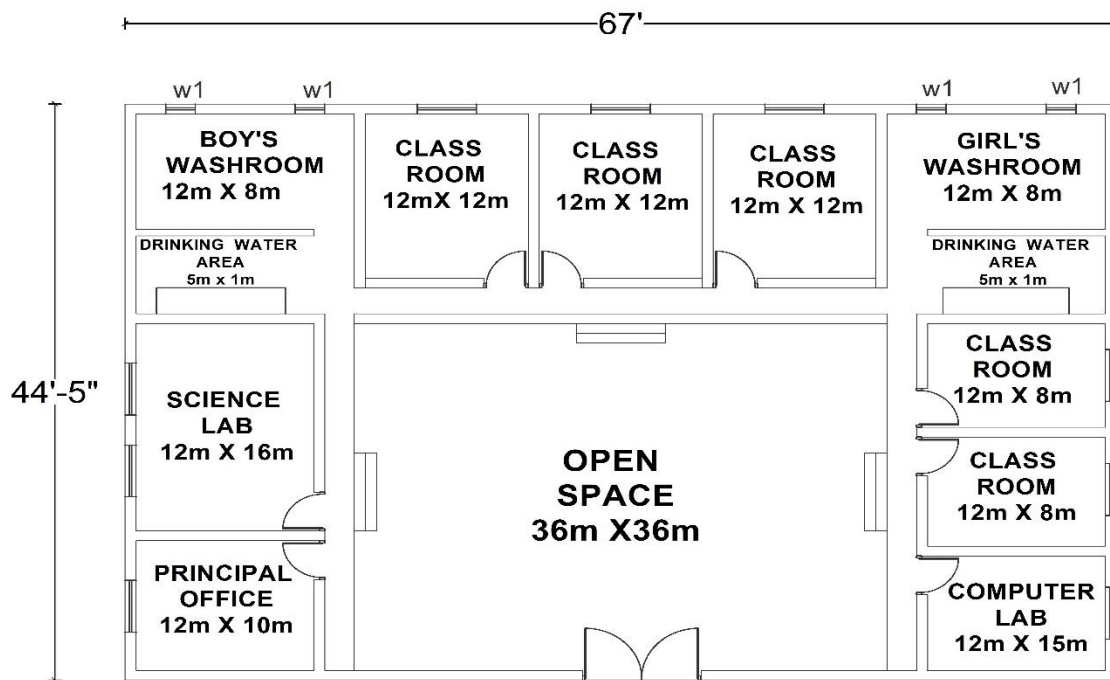 67'
w1
w1
w1
w1
BOY'S
WASHROOM
12m X 8m
CLASS
ROOM
12mX 12m
CLASS
ROOM
12m X 12m
CLASS
ROOM
12m X 12m
GIRL'S
WASHROOM
12m X 8m
DRINKING WATER
AREA
5m x 1m
DRINKING WATER
AREA
5m x 1m
44'-5"
SCIENCE
LAB
12m X 16m
OPEN
SPACE
36m X36m
CLASS
ROOM
12m X 8m
CLASS
ROOM
12m X 8m
PRINCIPAL
OFFICE
12m X 10m
COMPUTER
LAB
12m X 15m